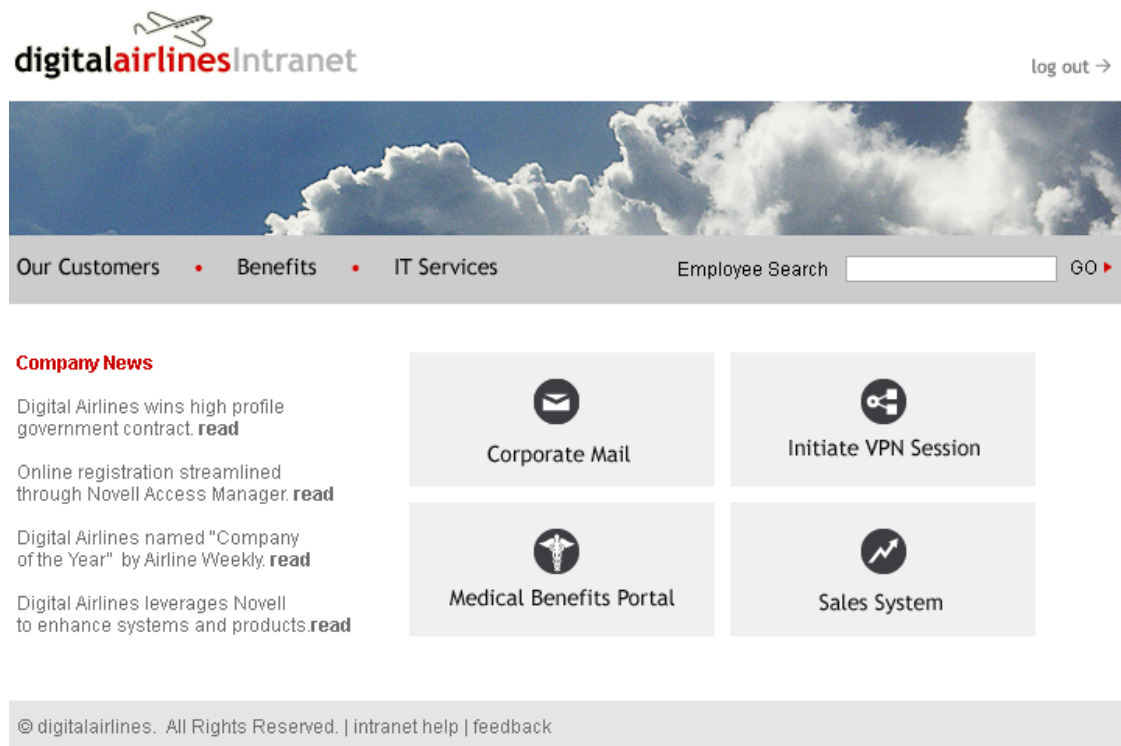 digitalairlinesIntranet
log out →
Our Customers • Benefits • IT Services
Employee Search GO
Company News
Digital Airlines wins high profile
government contract. read
Online registration streamlined
through Novell Access Manager. read
Digital Airlines named "Company
of the Year" by Airline Weekly. read
Digital Airlines leverages Novell
to enhance systems and products.read
Corporate Mail
Initiate VPN Session
Medical Benefits Portal
Sales System
© digitalairlines. All Rights Reserved. | intranet help | feedback